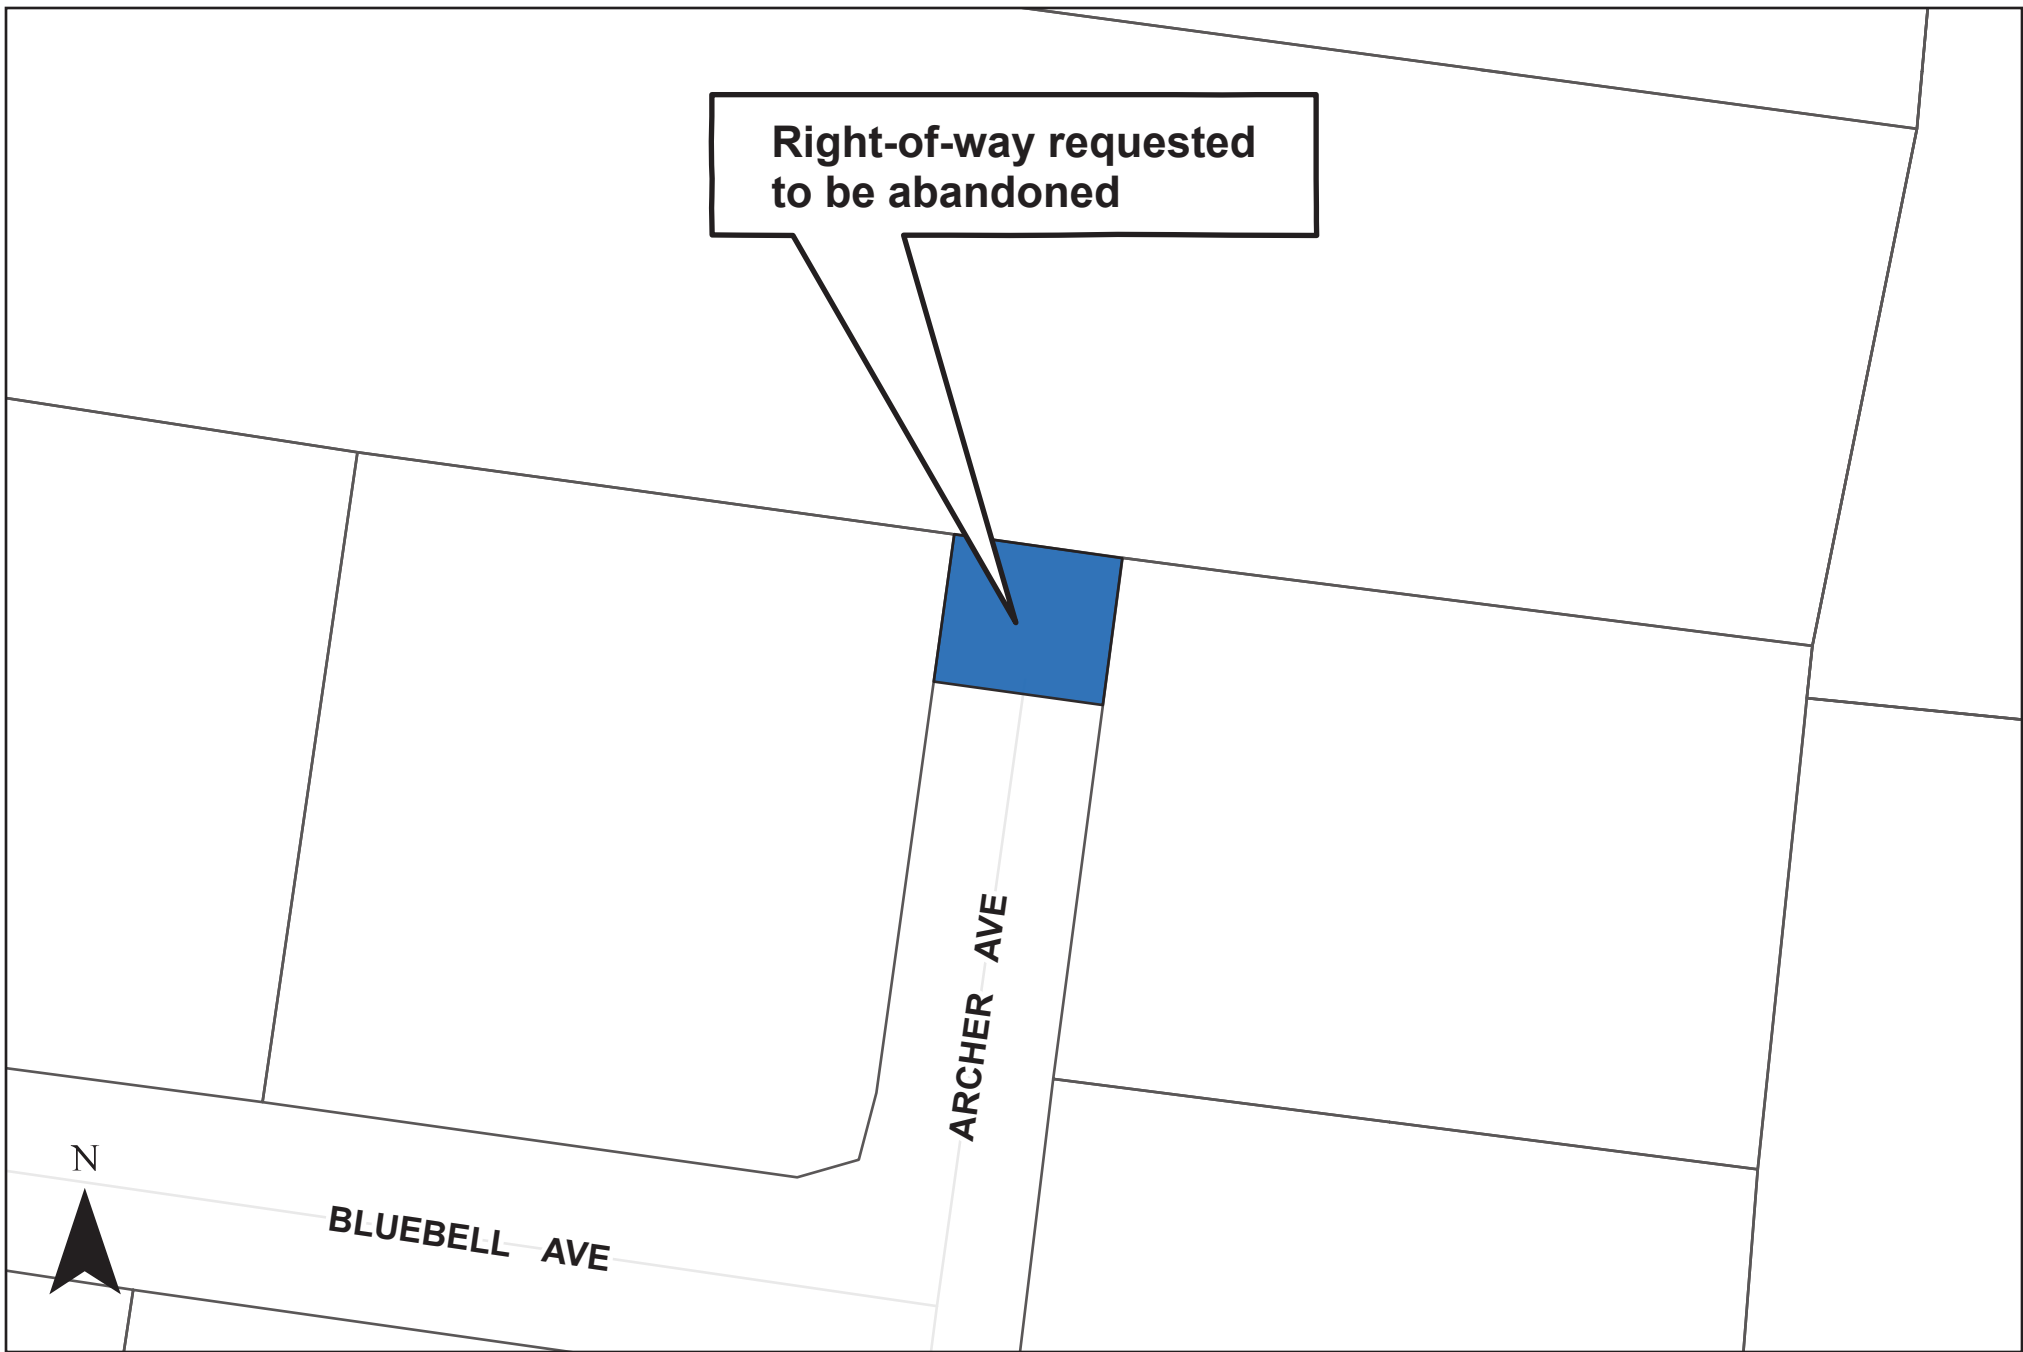 Right-of-way requested
to be abandoned
ARCHER AVE
N
BLUEBELL AVE